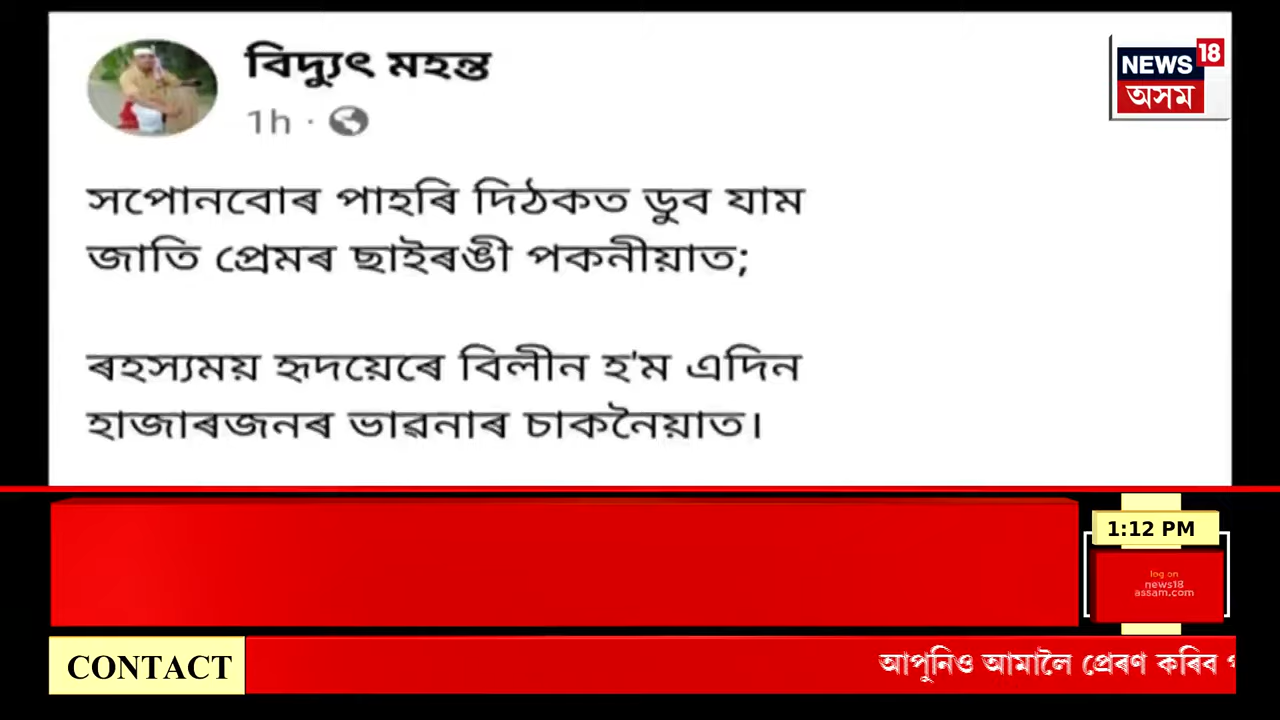 বিদ্যুৎ মহন্ত
1h ·
NEWS 18
অসম
সপোনবোৰ পাহৰি দিঠকত ডুব যাম
জাতি প্ৰেমৰ ছাইৰঙী পকনীয়াত;
ৰহস্যময় হৃদয়েৰে বিলীন হ'ম এদিন
হাজাৰজনৰ ভাৱনাৰ চাকনৈয়াত।
1:12 PM
log on
news18
assam.com
CONTACT
আপুনিও আমালৈ প্ৰেৰণ কৰিব